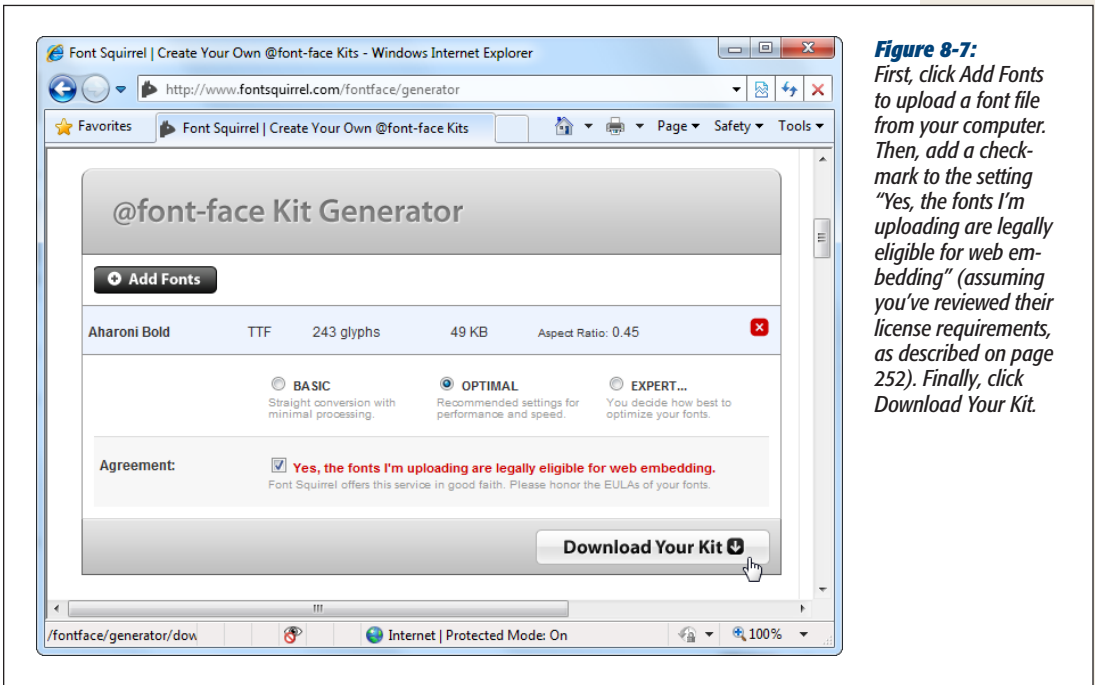 Font Squirrel | Create Your Own @font-face Kits - Windows Internet Explorer
http://www.fontsquirrel.com/fontface/generator
Favorites
Font Squirrel | Create Your Own @font-face Kits
Page
Safety
Tools
@font-face Kit Generator
Add Fonts
Aharoni Bold TTF 243 glyphs 49 KB Aspect Ratio: 0.45
BASIC
Straight conversion with
minimal processing.
OPTIMAL
Recommended settings for
performance and speed.
EXPERT...
You decide how best to
optimize your fonts.
Agreement:
Yes, the fonts I'm uploading are legally eligible for web embedding.
Font Squirrel offers this service in good faith. Please honor the EULAs of your fonts.
Download Your Kit
/fontface/generator/dow
Internet | Protected Mode: On
100%
Figure 8-7:
First, click Add Fonts
to upload a font file
from your computer.
Then, add a check-
mark to the setting
“Yes, the fonts I’m
uploading are legally
eligible for web em-
bedding” (assuming
you’ve reviewed their
license requirements,
as described on page
252). Finally, click
Download Your Kit.